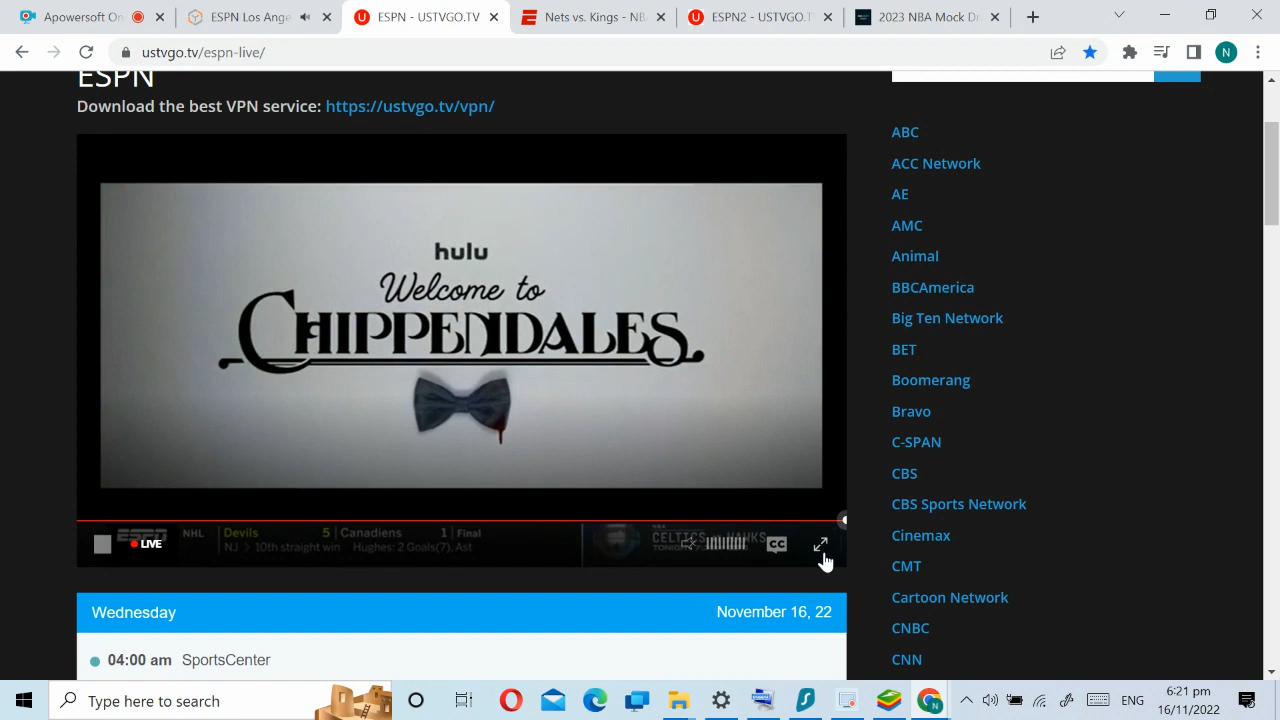 Apowersoft On
ESPN Los Ange
ESPN - USTVGO.TV
Nets vs. Kings - NB
ESPN2 - USTVGO.T
2023 NBA Mock Dr
ustvgo.tv/espn-live/
N
ESPN
Download the best VPN service: https://ustvgo.tv/vpn/
hulu
Welcome to
CHIPPENDALES
ESPN
NHL
Devils 5
Canadiens 1
Final
NJ > 10th straight win
Hughes: 2 Goals(7), Ast
NBA
CELTICS
HAWKS
LIVE
CC
Wednesday
November 16, 22
04:00 am SportsCenter
ABC
ACC Network
AE
AMC
Animal
BBCAmerica
Big Ten Network
BET
Boomerang
Bravo
C-SPAN
CBS
CBS Sports Network
Cinemax
CMT
Cartoon Network
CNBC
CNN
Type here to search
ENG
6:21 pm
16/11/2022